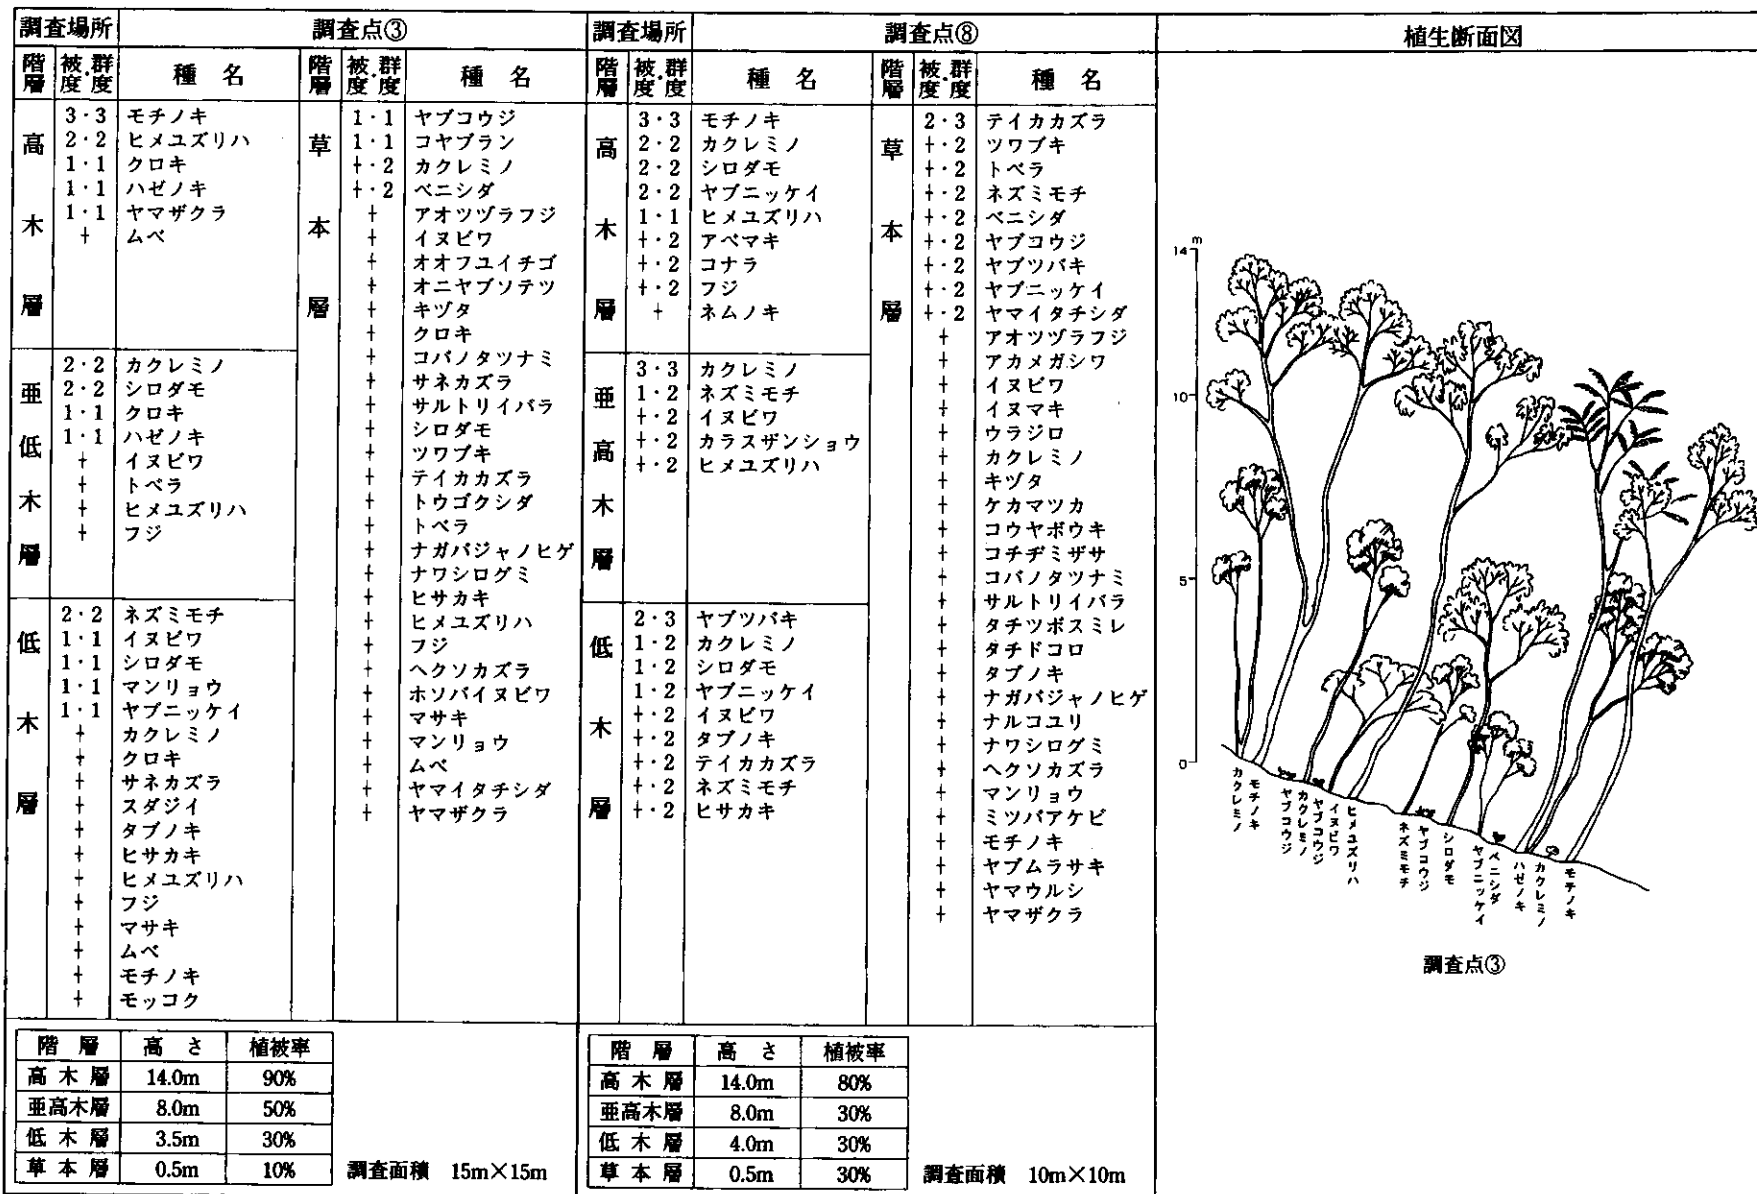 調査場所 調査点③
階層 被度・群度 種名 階層 被度・群度 種名
高木層
3・3 モチノキ
2・2 ヒメユズリハ
1・1 クロキ
1・1 ハゼノキ
1・1 ヤマザクラ
+ ムベ
亜低木層
2・2 カクレミノ
2・2 シロダモ
1・1 クロキ
1・1 ハゼノキ
+ イヌビワ
+ トベラ
+ ヒメユズリハ
+ フジ
低木層
2・2 ネズミモチ
1・1 イヌビワ
1・1 シロダモ
1・1 マンリョウ
1・1 ヤブニッケイ
+ カクレミノ
+ クロキ
+ サネカズラ
+ スダジイ
+ タブノキ
+ ヒサカキ
+ ヒメユズリハ
+ フジ
+ マサキ
+ ムベ
+ モチノキ
+ モッコク
草本層
1・1 ヤブコウジ
1・1 コヤブラン
+・2 カクレミノ
+・2 ベニシダ
+ アオツヅラフジ
+ イヌビワ
+ オオフユイチゴ
+ オニヤブソテツ
+ キヅタ
+ クロキ
+ コバノタツナミ
+ サネカズラ
+ サルトリイバラ
+ シロダモ
+ ツワブキ
+ テイカカズラ
+ トウゴクシダ
+ トベラ
+ ナガバジャノヒゲ
+ ナワシログミ
+ ヒサカキ
+ ヒメユズリハ
+ フジ
+ ヘクソカズラ
+ ホソバイヌビワ
+ マサキ
+ マンリョウ
+ ムベ
+ ヤマイタチシダ
+ ヤマザクラ
階層 高さ 植被率
高木層 14.0m 90%
亜高木層 8.0m 50%
低木層 3.5m 30%
草本層 0.5m 10%
調査面積 15m×15m
調査場所 調査点⑧
階層 被度・群度 種名 階層 被度・群度 種名
高木層
3・3 モチノキ
2・2 カクレミノ
2・2 シロダモ
2・2 ヤブニッケイ
1・1 ヒメユズリハ
+・2 アベマキ
+・2 コナラ
+・2 フジ
+ ネムノキ
亜高木層
3・3 カクレミノ
1・2 ネズミモチ
+・2 イヌビワ
+・2 カラスザンショウ
+・2 ヒメユズリハ
低木層
2・3 ヤブツバキ
1・2 カクレミノ
1・2 シロダモ
1・2 ヤブニッケイ
+・2 イヌビワ
+・2 タブノキ
+・2 テイカカズラ
+・2 ネズミモチ
+・2 ヒサカキ
草本層
2・3 テイカカズラ
+・2 ツワブキ
+・2 トベラ
+・2 ネズミモチ
+・2 ベニシダ
+・2 ヤブコウジ
+・2 ヤブツバキ
+・2 ヤブニッケイ
+・2 ヤマイタチシダ
+ アオツヅラフジ
+ アカメガシワ
+ イヌビワ
+ イヌマキ
+ ウラジロ
+ カクレミノ
+ キヅタ
+ ケカマツカ
+ コウヤボウキ
+ コチヂミザサ
+ コバノタツナミ
+ サルトリイバラ
+ タチツボスミレ
+ タチドコロ
+ タブノキ
+ ナガバジャノヒゲ
+ ナルコユリ
+ ナワシログミ
+ ヘクソカズラ
+ マンリョウ
+ ミツバアケビ
+ モチノキ
+ ヤブムラサキ
+ ヤマウルシ
+ ヤマザクラ
階層 高さ 植被率
高木層 14.0m 80%
亜高木層 8.0m 30%
低木層 4.0m 30%
草本層 0.5m 30%
調査面積 10m×10m
植生断面図
14m
10
5
0
カクレミノ
モチノキ
ヤブコウジ
カクレミノ
ヤブコウジ
イヌビワ
ヒメユズリハ
ネズミモチ
ヤブコウジ
シロダモ
ヤブニッケイ
ベニシダ
ハゼノキ
カクレミノ
モチノキ
調査点③